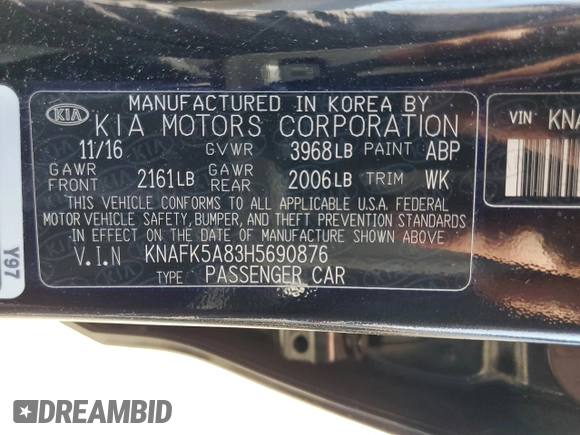 MANUFACTURED IN KOREA BY
KIA KIA MOTORS CORPORATION
11/16 GVWR 3968LB PAINT ABP
GAWR FRONT 2161LB GAWR REAR 2006LB TRIM WK
THIS VEHICLE CONFORMS TO ALL APPLICABLE U.S.A. FEDERAL
MOTOR VEHICLE SAFETY, BUMPER, AND THEFT PREVENTION STANDARDS
IN EFFECT ON THE DATE OF MANUFACTURE SHOWN ABOVE
V.I.N KNAFK5A83H5690876
TYPE: PASSENGER CAR
VIN KNA
Y97
DREAMBID